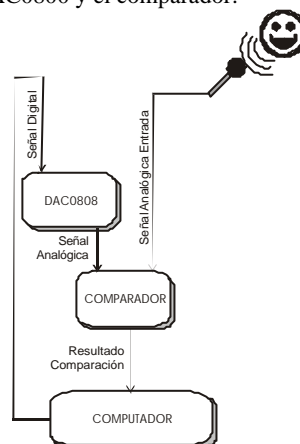 AC0800 y el comparador.
Señal Digital
Señal Analógica Entrada
DAC0808
Señal
Analógica
COMPARADOR
Resultado
Comparación
COMPUTADOR